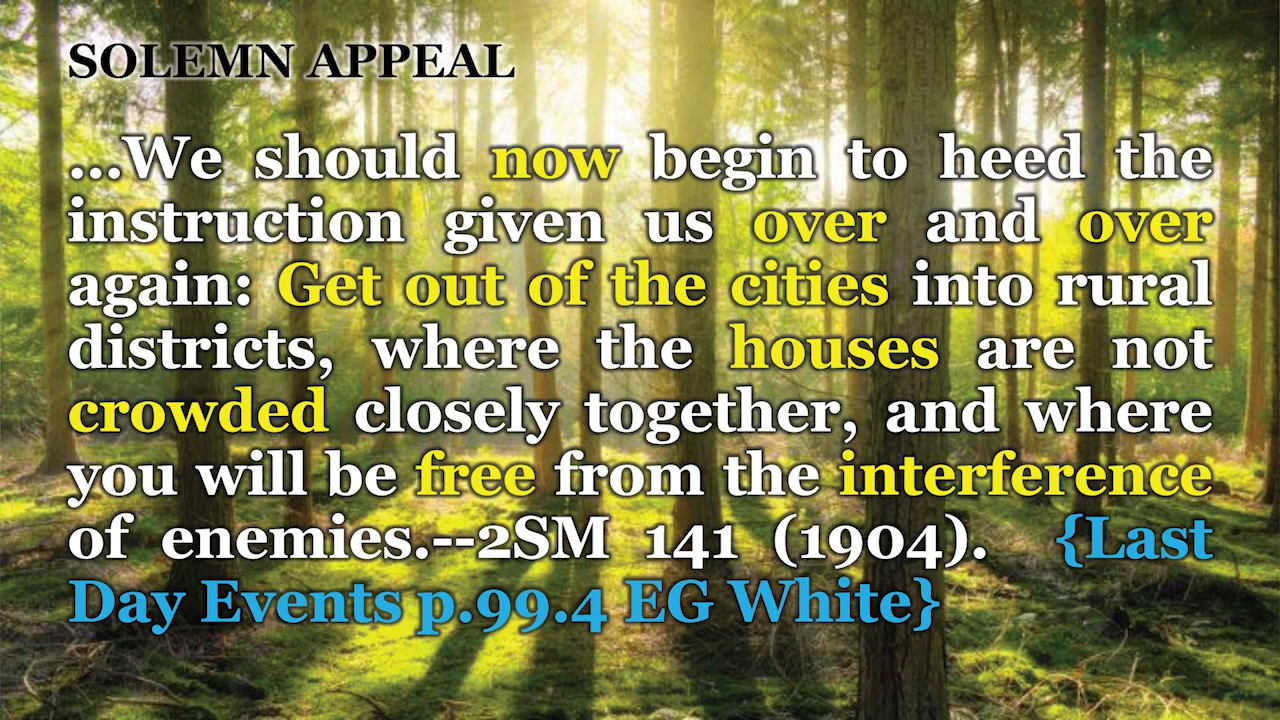 SOLEMN APPEAL
...We should now begin to heed the
instruction given us over and over
again: Get out of the cities into rural
districts, where the houses are not
crowded closely together, and where
you will be free from the interference
of enemies.--2SM 141 (1904). {Last
Day Events p.99.4 EG White}